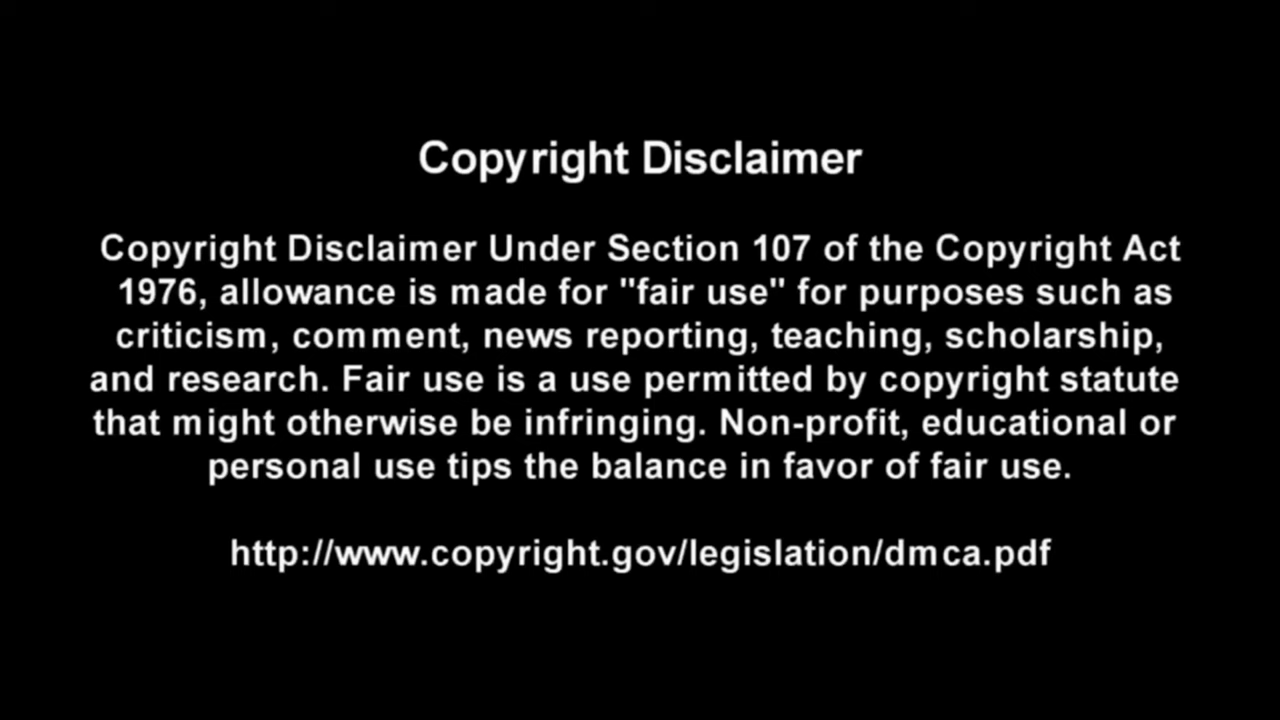 Copyright Disclaimer
Copyright Disclaimer Under Section 107 of the Copyright Act
1976, allowance is made for "fair use" for purposes such as
criticism, comment, news reporting, teaching, scholarship,
and research. Fair use is a use permitted by copyright statute
that might otherwise be infringing. Non-profit, educational or
personal use tips the balance in favor of fair use.
http://www.copyright.gov/legislation/dmca.pdf